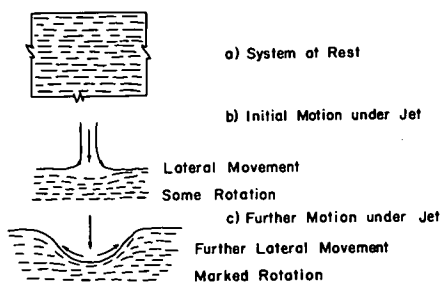 a) System at Rest
b) Initial Motion under Jet
Lateral Movement
Some Rotation
c) Further Motion under Jet
Further Lateral Movement
Marked Rotation